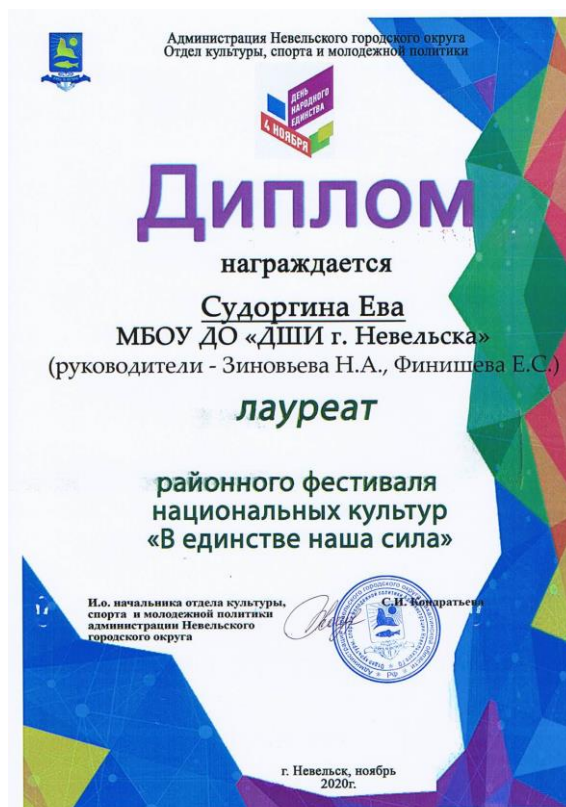 Администрация Невельского городского округа
Отдел культуры, спорта и молодежной политики
ДЕНЬ
НАРОДНОГО
ЕДИНСТВА
4 НОЯБРЯ
Диплом
награждается
Судоргина Ева
МБОУ ДО «ДШИ г. Невельска»
(руководители - Зиновьева Н.А., Финишева Е.С.)
лауреат
районного фестиваля
национальных культур
«В единстве наша сила»
И.о. начальника отдела культуры,
спорта и молодежной политики
администрации Невельского
городского округа
С.И. Кондратьева
г. Невельск, ноябрь
2020г.